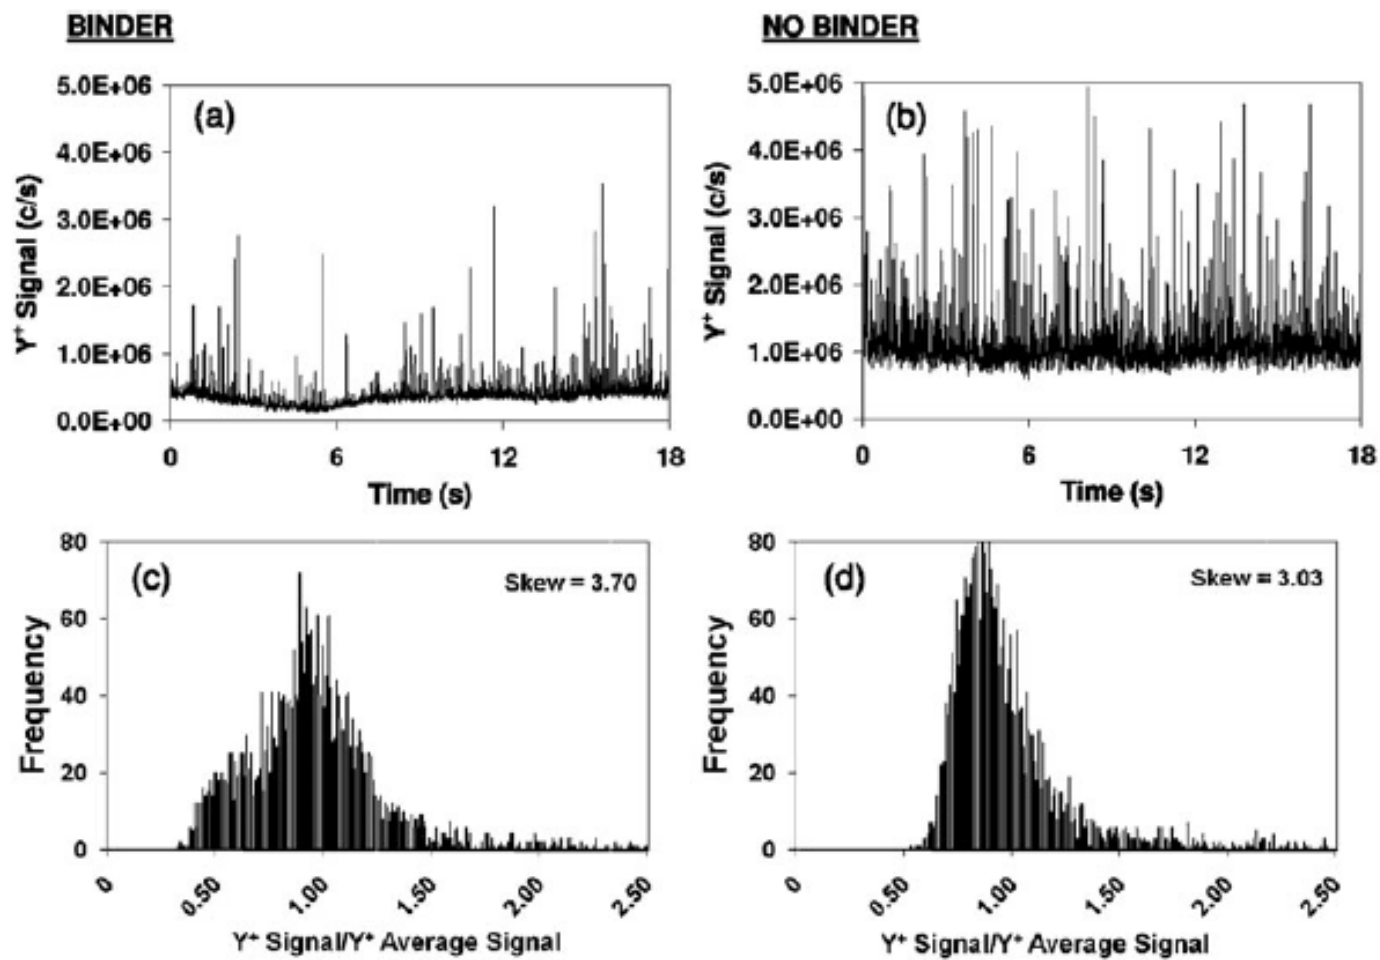 BINDER
NO BINDER
(a)
5.0E+06
4.0E+06
3.0E+06
2.0E+06
1.0E+06
0.0E+00
Y+ Signal (c/s)
0 6 12 18
Time (s)
(b)
5.0E+06
4.0E+06
3.0E+06
2.0E+06
1.0E+06
0.0E+00
Y+ Signal (c/s)
0 6 12 18
Time (s)
(c)
Skew = 3.70
80
60
40
20
0
Frequency
0 0.50 1.00 1.50 2.00 2.50
Y+ Signal/Y+ Average Signal
(d)
Skew = 3.03
80
60
40
20
0
Frequency
0 0.50 1.00 1.50 2.00 2.50
Y+ Signal/Y+ Average Signal